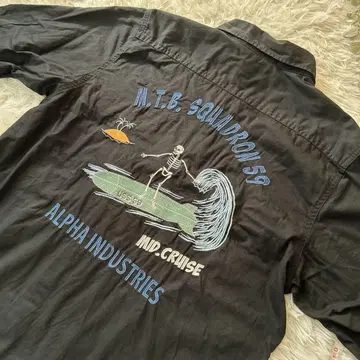 M.T.B. SQUADRON 59
MID.CRUISE
ALPHA INDUSTRIES